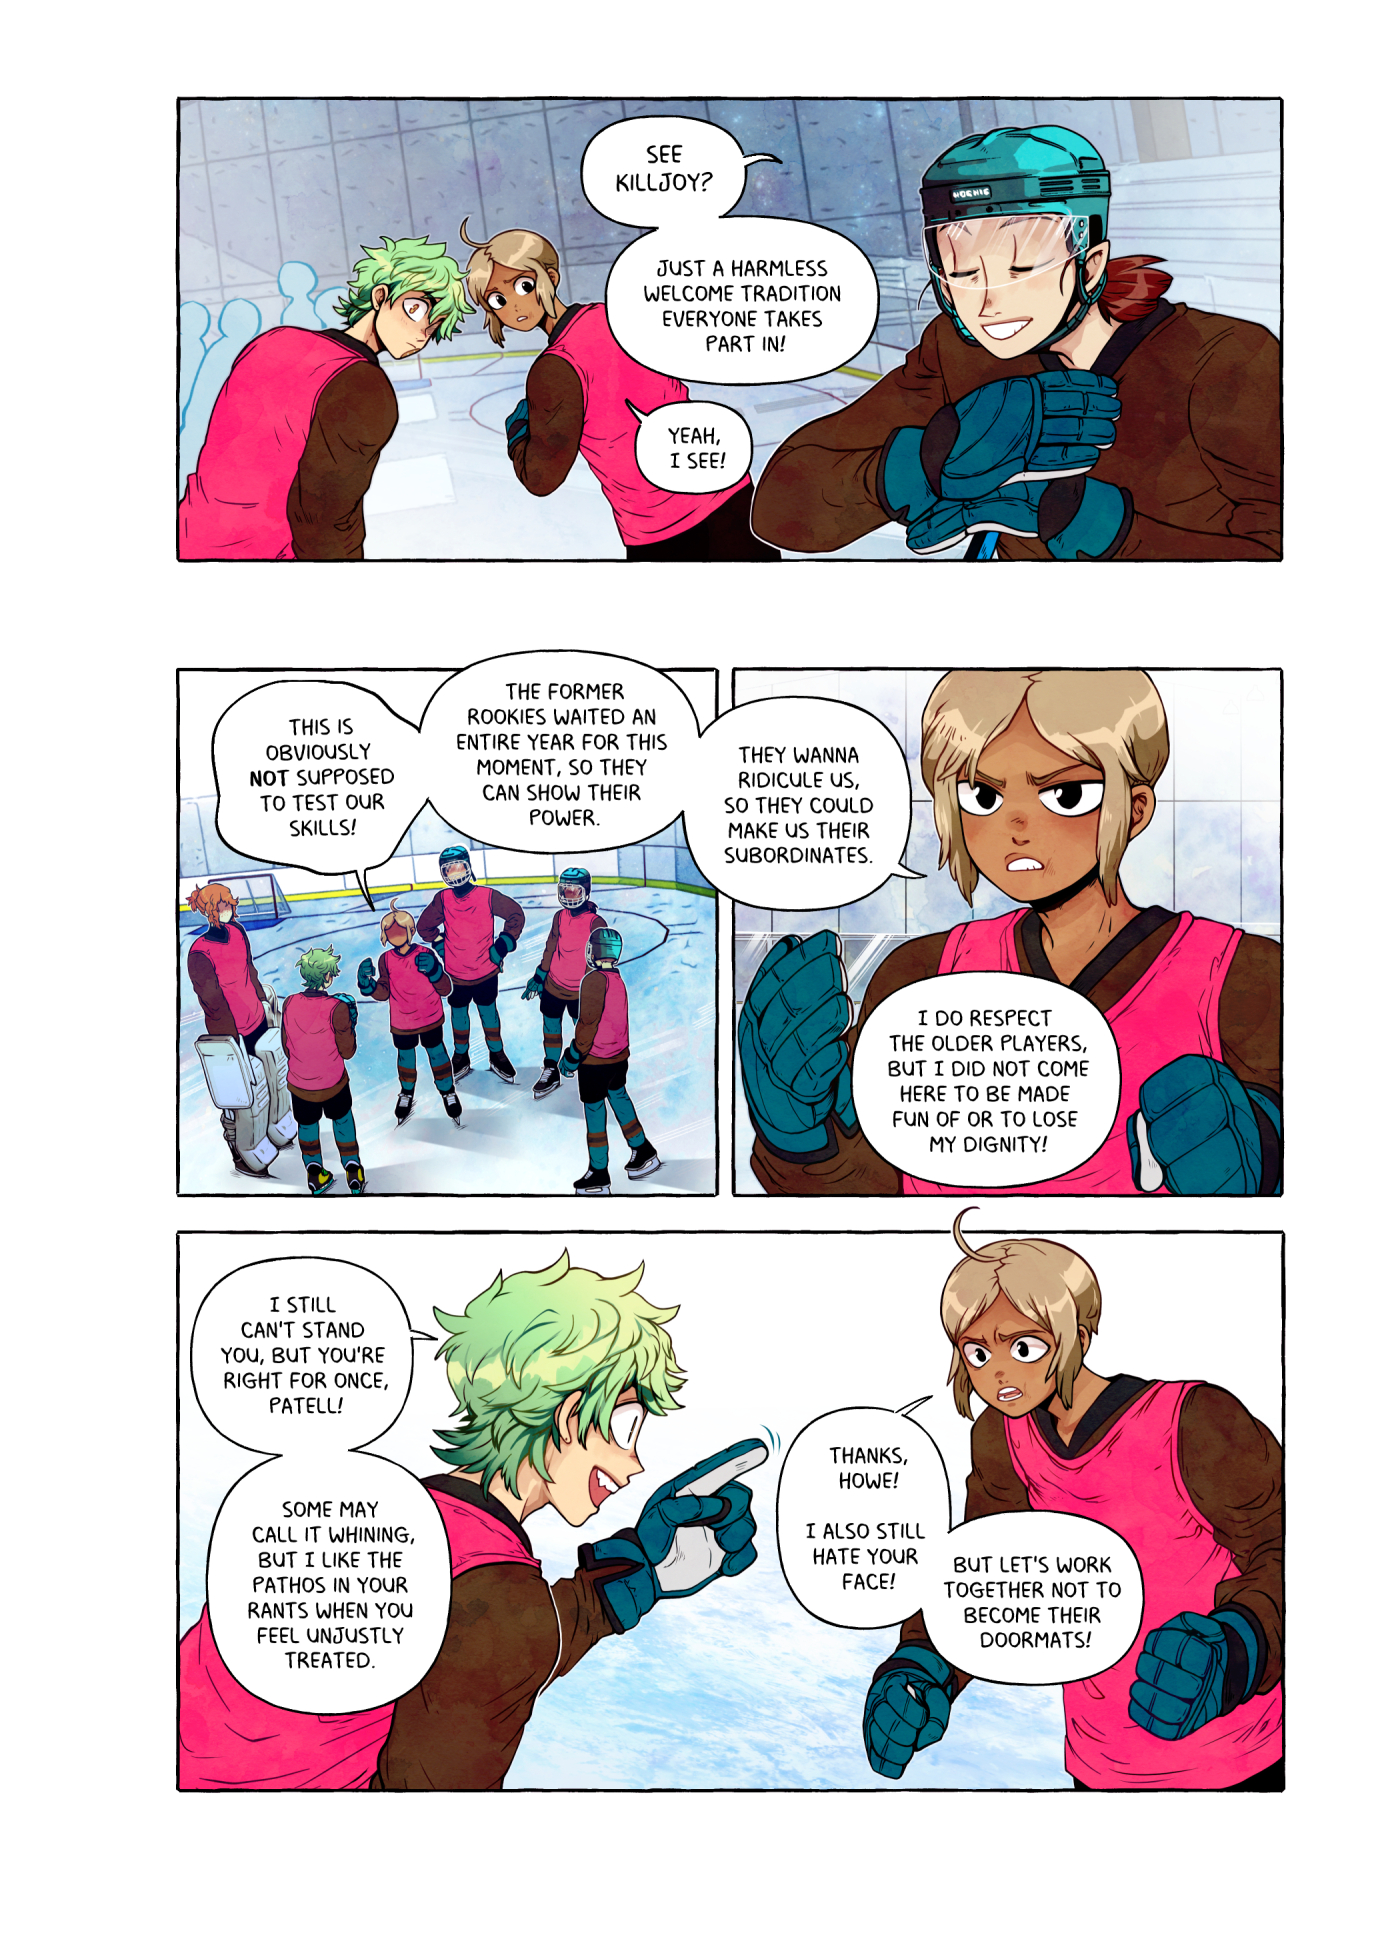 SEE
KILLJOY?
JUST A HARMLESS
WELCOME TRADITION
EVERYONE TAKES
PART IN!
YEAH,
I SEE!
THIS IS
OBVIOUSLY
NOT SUPPOSED
TO TEST OUR
SKILLS!
THE FORMER
ROOKIES WAITED AN
ENTIRE YEAR FOR THIS
MOMENT, SO THEY
CAN SHOW THEIR
POWER.
THEY WANNA
RIDICULE US,
SO THEY COULD
MAKE US THEIR
SUBORDINATES.
I DO RESPECT
THE OLDER PLAYERS,
BUT I DID NOT COME
HERE TO BE MADE
FUN OF OR TO LOSE
MY DIGNITY!
I STILL
CAN'T STAND
YOU, BUT YOU'RE
RIGHT FOR ONCE,
PATELL!
SOME MAY
CALL IT WHINING,
BUT I LIKE THE
PATHOS IN YOUR
RANTS WHEN YOU
FEEL UNJUSTLY
TREATED.
THANKS,
HOWE!
I ALSO STILL
HATE YOUR
FACE!
BUT LET'S WORK
TOGETHER NOT TO
BECOME THEIR
DOORMATS!